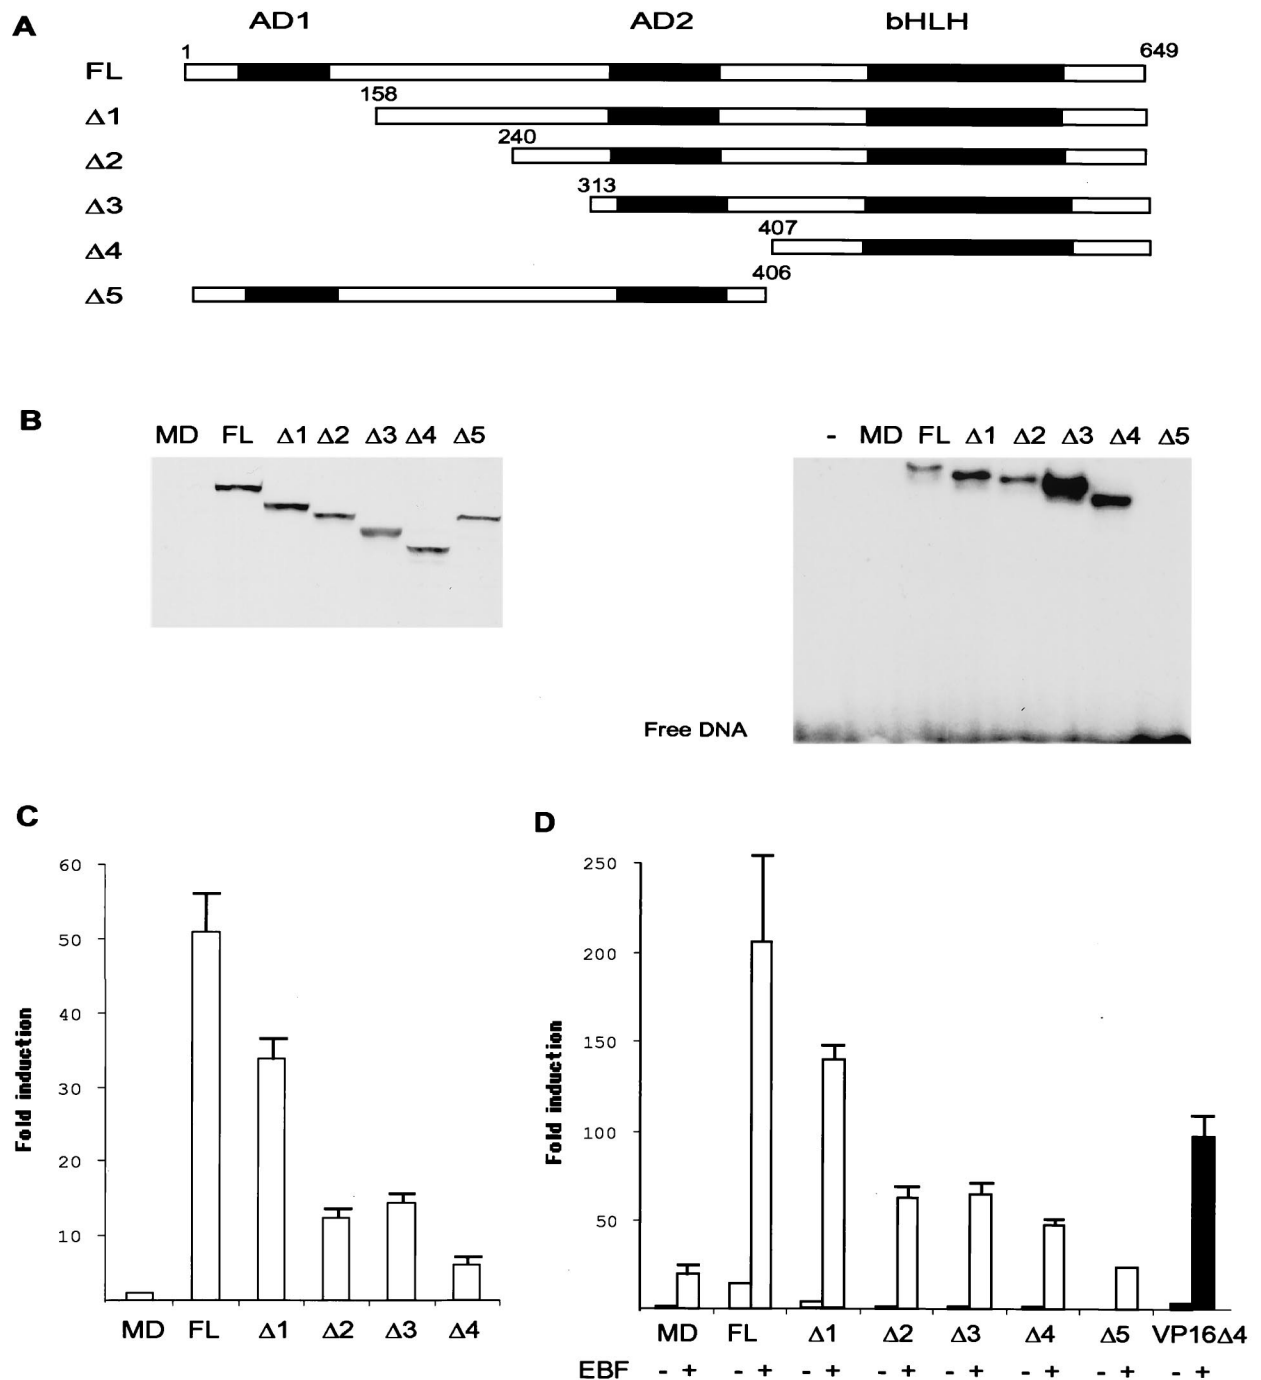 A
AD1 AD2 bHLH
1 649
FL
158
Δ1
240
Δ2
313
Δ3
407
Δ4
406
Δ5
B
MD FL Δ1 Δ2 Δ3 Δ4 Δ5
- MD FL Δ1 Δ2 Δ3 Δ4 Δ5
Free DNA
C
Fold induction
60
50
40
30
20
10
MD FL Δ1 Δ2 Δ3 Δ4
D
Fold induction
250
200
150
100
50
MD FL Δ1 Δ2 Δ3 Δ4 Δ5 VP16Δ4
EBF - + - + - + - + - + - + - + - +